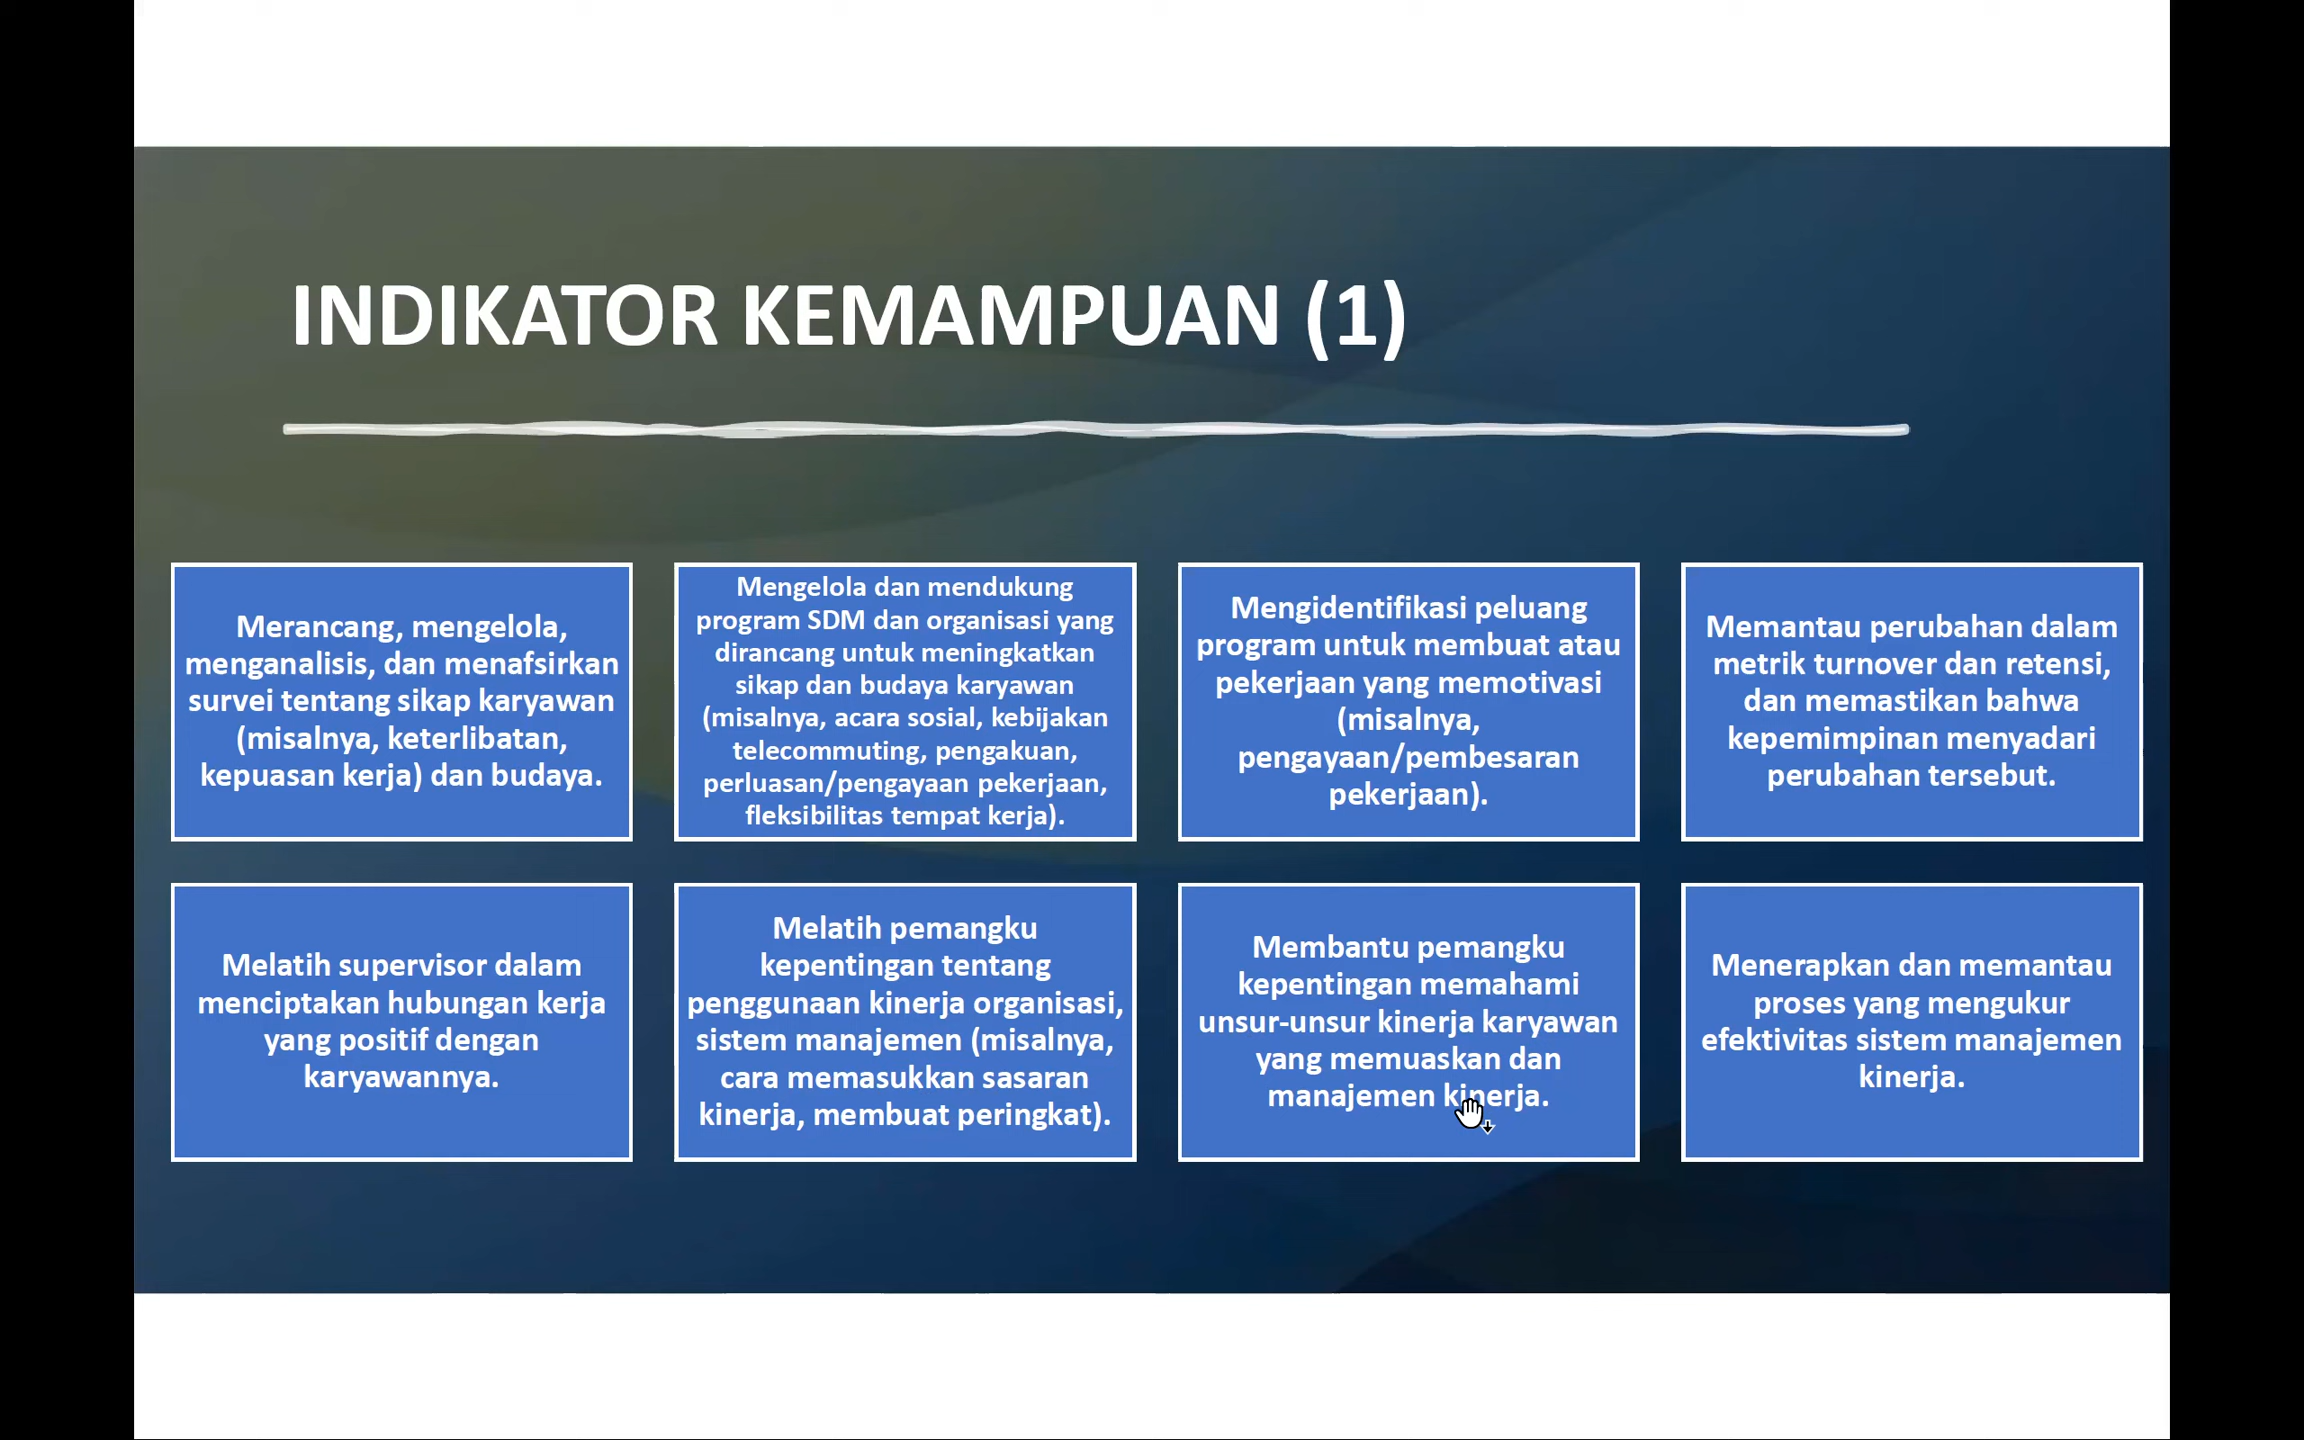 INDIKATOR KEMAMPUAN (1)
Merancang, mengelola,
menganalisis, dan menafsirkan
survei tentang sikap karyawan
(misalnya, keterlibatan,
kepuasan kerja) dan budaya.
Mengelola dan mendukung
program SDM dan organisasi yang
dirancang untuk meningkatkan
sikap dan budaya karyawan
(misalnya, acara sosial, kebijakan
telecommuting, pengakuan,
perluasan/pengayaan pekerjaan,
fleksibilitas tempat kerja).
Mengidentifikasi peluang
program untuk membuat atau
pekerjaan yang memotivasi
(misalnya,
pengayaan/pembesaran
pekerjaan).
Memantau perubahan dalam
metrik turnover dan retensi,
dan memastikan bahwa
kepemimpinan menyadari
perubahan tersebut.
Melatih supervisor dalam
menciptakan hubungan kerja
yang positif dengan
karyawannya.
Melatih pemangku
kepentingan tentang
penggunaan kinerja organisasi,
sistem manajemen (misalnya,
cara memasukkan sasaran
kinerja, membuat peringkat).
Membantu pemangku
kepentingan memahami
unsur-unsur kinerja karyawan
yang memuaskan dan
manajemen kinerja.
Menerapkan dan memantau
proses yang mengukur
efektivitas sistem manajemen
kinerja.